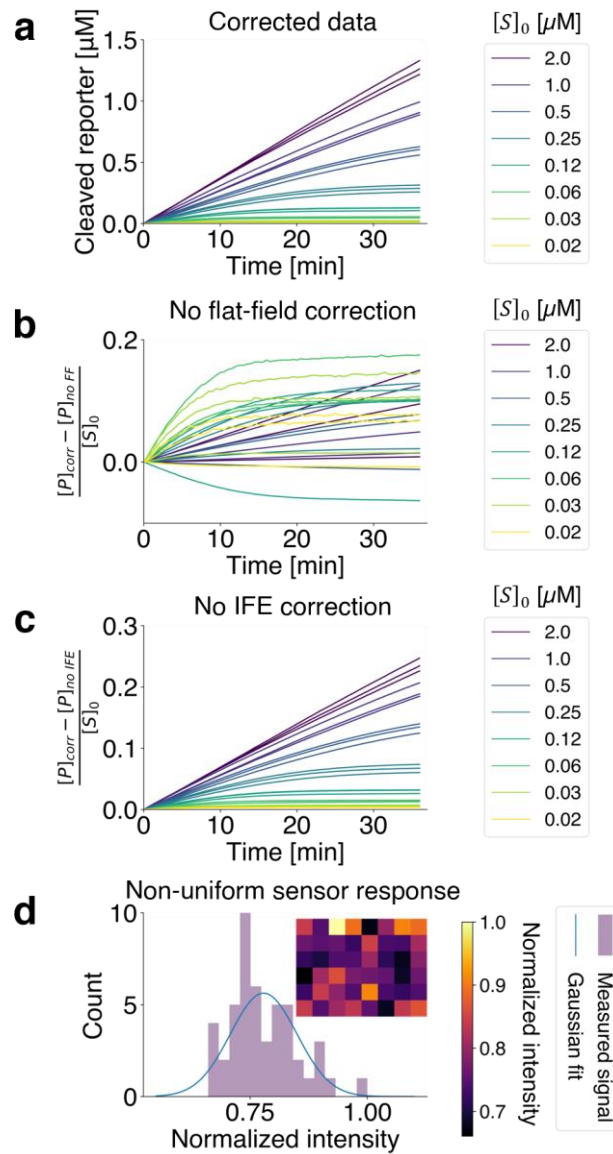 a
Corrected data
Cleaved reporter [µM]
1.5
1.0
0.5
0.0
0 10 20 30
Time [min]
[S]₀ [µM]
2.0
1.0
0.5
0.25
0.12
0.06
0.03
0.02
b
No flat-field correction
[P]corr − [P]no FF
[S]₀
0.2
0.0
0 10 20 30
Time [min]
[S]₀ [µM]
2.0
1.0
0.5
0.25
0.12
0.06
0.03
0.02
c
No IFE correction
[P]corr − [P]no IFE
[S]₀
0.3
0.2
0.1
0.0
0 10 20 30
Time [min]
[S]₀ [µM]
2.0
1.0
0.5
0.25
0.12
0.06
0.03
0.02
d
Non-uniform sensor response
Count
10
5
0
0.75 1.00
Normalized intensity
1.0
0.9
0.8
0.7
Normalized intensity
Measured signal
Gaussian fit